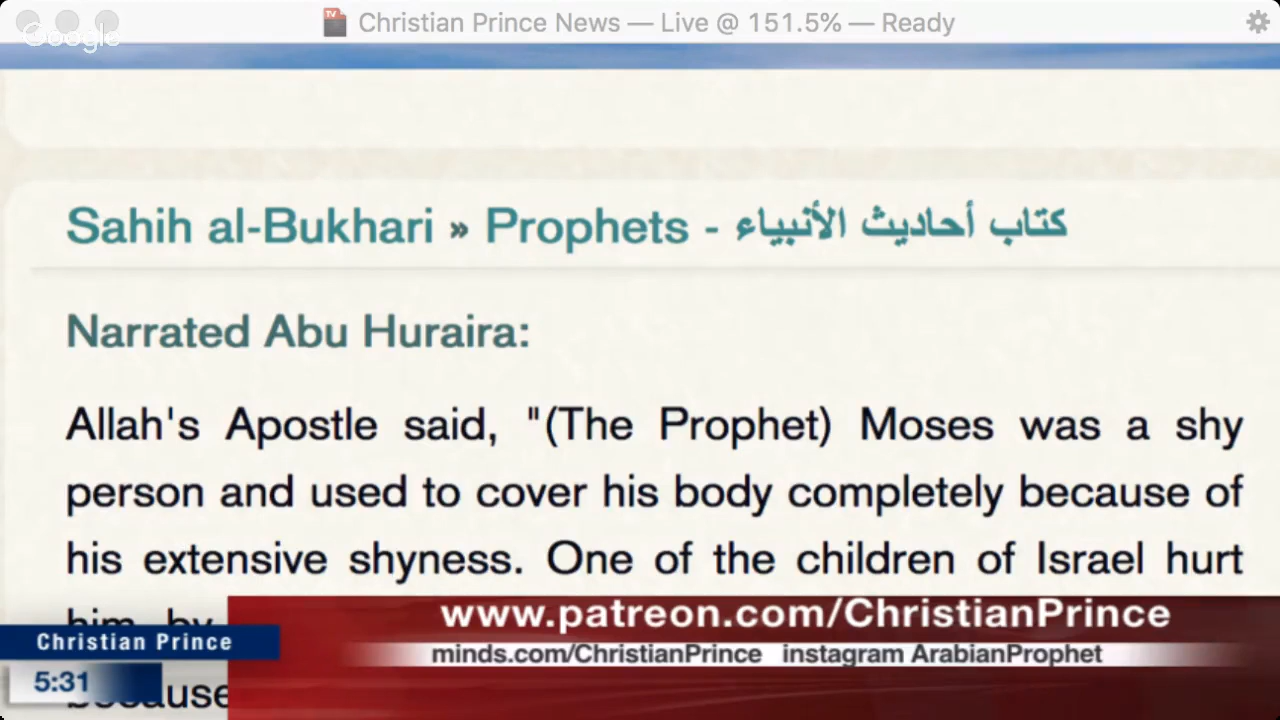 Christian Prince News — Live @ 151.5% — Ready
Google
Sahih al-Bukhari » Prophets - كتاب أحاديث الأنبياء
Narrated Abu Huraira:
Allah's Apostle said, "(The Prophet) Moses was a shy
person and used to cover his body completely because of
his extensive shyness. One of the children of Israel hurt
him by
www.patreon.com/ChristianPrince
Christian Prince
minds.com/ChristianPrince instagram ArabianProphet
5:31
because